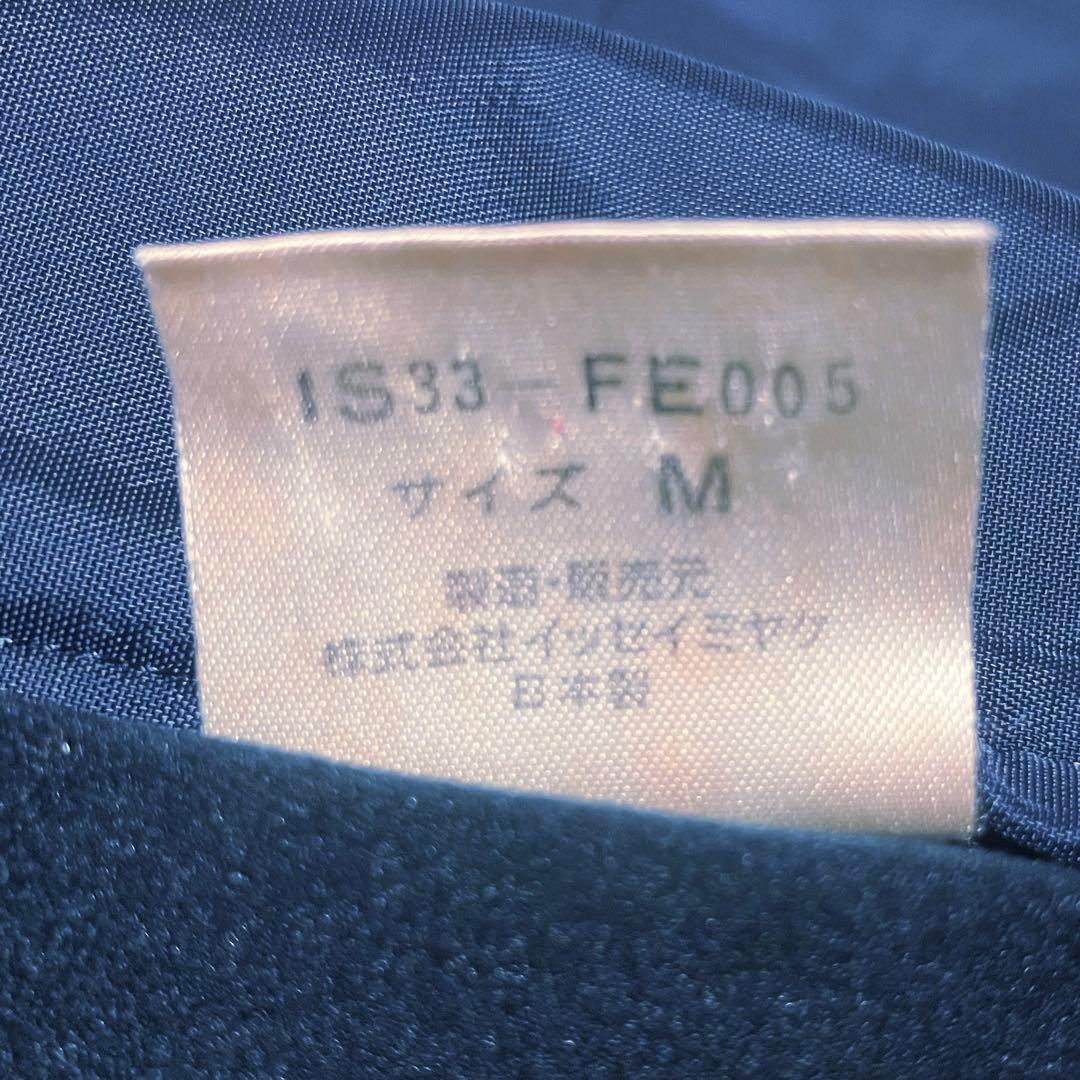 IS33-FE005
サイズ M
製造・販売元
株式会社イッセイミヤケ
日本製